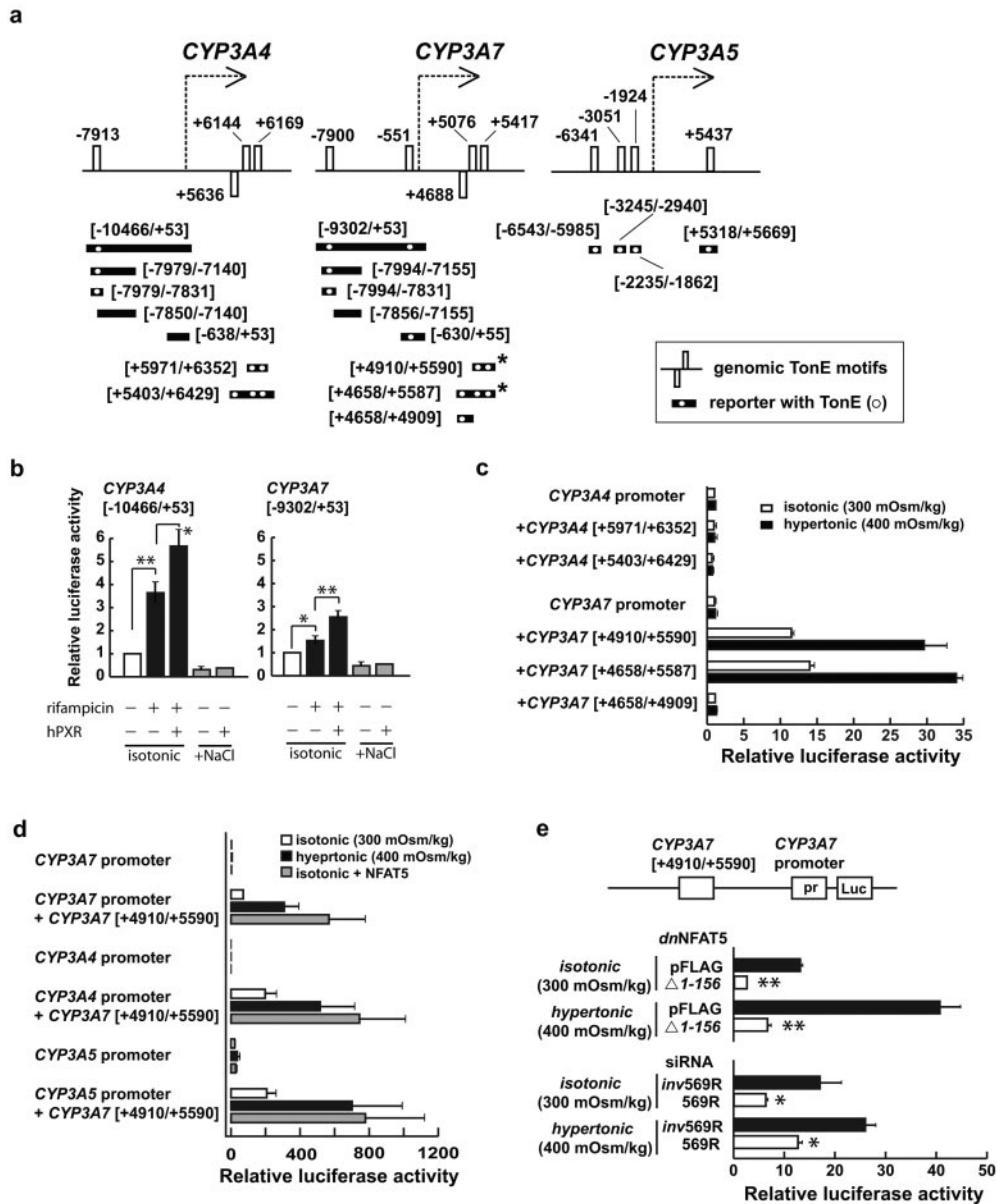 a
CYP3A4
CYP3A7
CYP3A5
-7913
+6144
+6169
+5636
-7900
-551
+5076
+5417
+4688
-6341
-3051
-1924
+5437
[-10466/+53]
[-7979/-7140]
[-7979/-7831]
[-7850/-7140]
[-638/+53]
[+5971/+6352]
[+5403/+6429]
[-9302/+53]
[-7994/-7155]
[-7994/-7831]
[-7856/-7155]
[-630/+55]
[+4910/+5590] *
[+4658/+5587] *
[+4658/+4909]
[-3245/-2940]
[-6543/-5985]
[+5318/+5669]
[-2235/-1862]
genomic TonE motifs
reporter with TonE (○)
b
CYP3A4
[-10466/+53]
CYP3A7
[-9302/+53]
Relative luciferase activity
6
5
4
3
2
1
0
**
*
6
5
4
3
2
1
0
*
**
rifampicin − + + − − − + + − −
hPXR − − + − + − − + − +
isotonic +NaCl isotonic +NaCl
c
isotonic (300 mOsm/kg)
hypertonic (400 mOsm/kg)
CYP3A4 promoter
+CYP3A4 [+5971/+6352]
+CYP3A4 [+5403/+6429]
CYP3A7 promoter
+CYP3A7 [+4910/+5590]
+CYP3A7 [+4658/+5587]
+CYP3A7 [+4658/+4909]
0 5 10 15 20 25 30 35
Relative luciferase activity
d
isotonic (300 mOsm/kg)
hyeprtonic (400 mOsm/kg)
isotonic + NFAT5
CYP3A7 promoter
CYP3A7 promoter
+ CYP3A7 [+4910/+5590]
CYP3A4 promoter
CYP3A4 promoter
+ CYP3A7 [+4910/+5590]
CYP3A5 promoter
CYP3A5 promoter
+ CYP3A7 [+4910/+5590]
0 400 800 1200
Relative luciferase activity
e
CYP3A7
[+4910/+5590]
CYP3A7
promoter
pr
Luc
dnNFAT5
isotonic
(300 mOsm/kg)
pFLAG
△1-156 **
hypertonic
(400 mOsm/kg)
pFLAG
△1-156 **
siRNA
isotonic
(300 mOsm/kg)
inv569R
569R *
hypertonic
(400 mOsm/kg)
inv569R
569R *
0 10 20 30 40 50
Relative luciferase activity